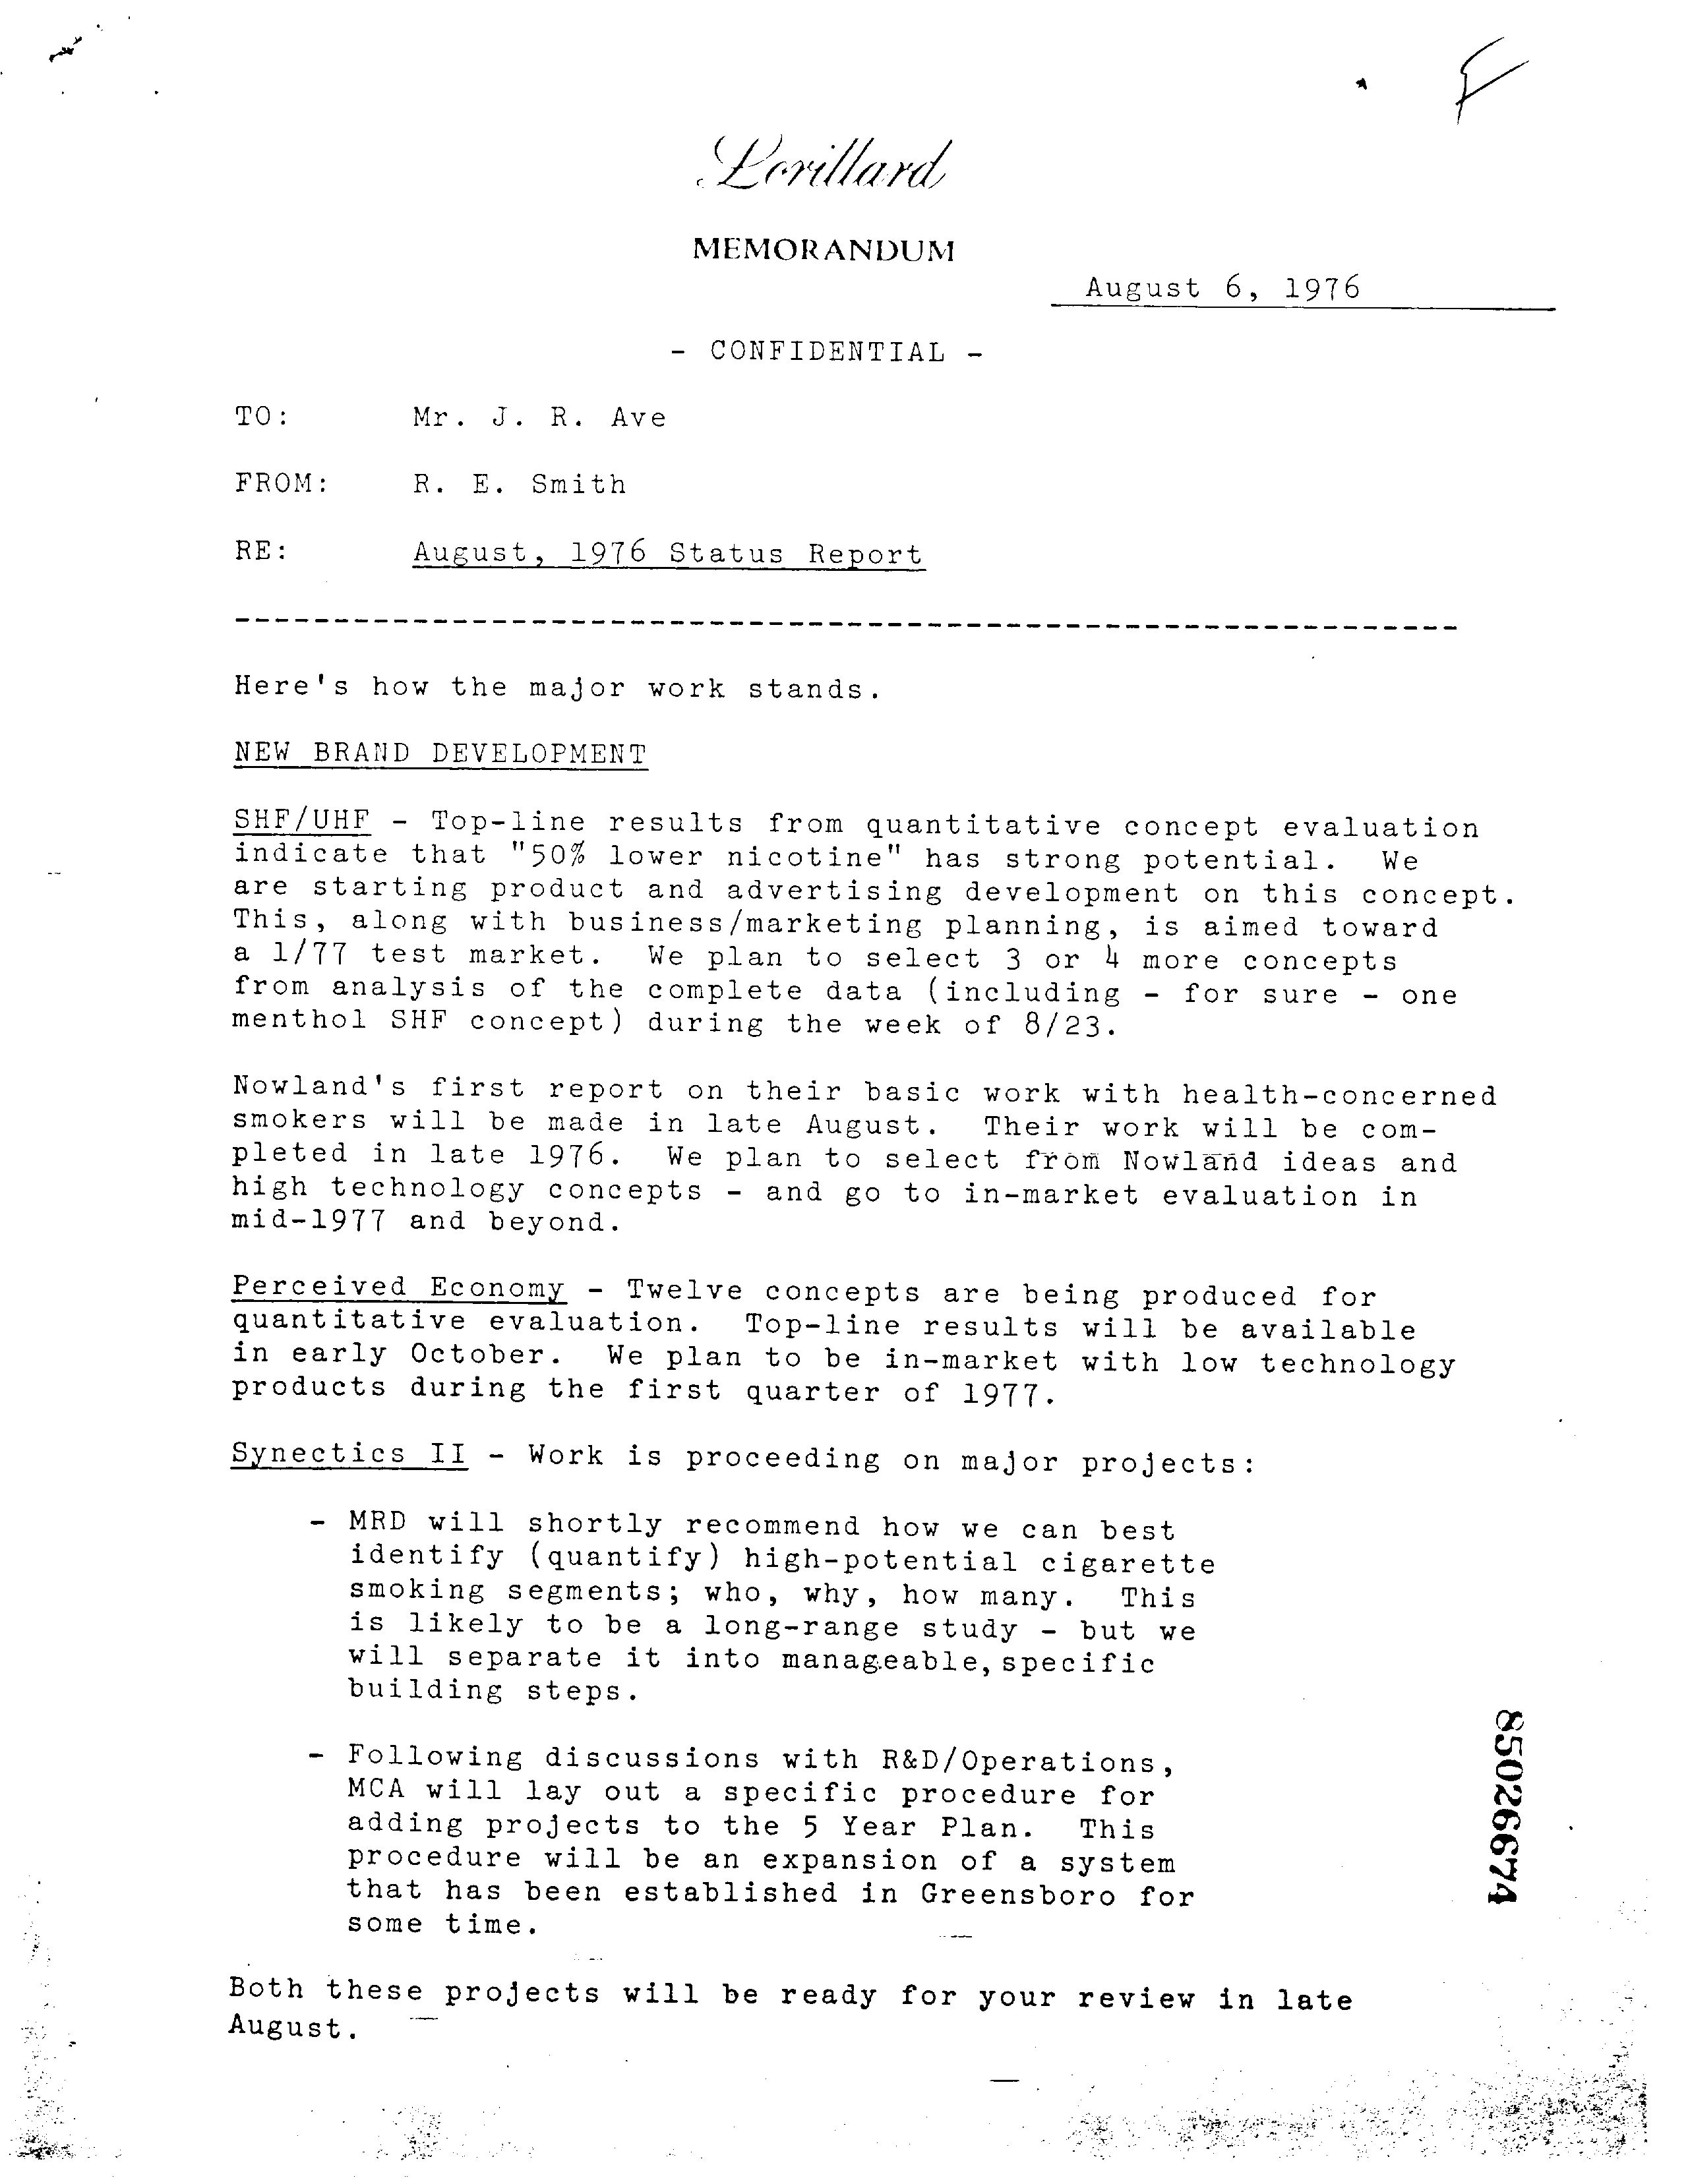 Lorillard
MEMORANDUM
August 6, 1976
- CONFIDENTIAL -
TO: Mr. J. R. Ave
FROM: R. E. Smith
RE: August, 1976 Status Report
Here's how the major work stands.
NEW BRAND DEVELOPMENT
SHF/UHF - Top-line results from quantitative concept evaluation
indicate that "50% lower nicotine" has strong potential. We
are starting product and advertising development on this concept.
This, along with business/marketing planning, is aimed toward
a 1/77 test market. We plan to select 3 or 4 more concepts
from analysis of the complete data (including - for sure - one
menthol SHF concept) during the week of 8/23.
Nowland's first report on their basic work with health-concerned
smokers will be made in late August. Their work will be com-
pleted in late 1976. We plan to select from Nowland ideas and
high technology concepts - and go to in-market evaluation in
mid-1977 and beyond.
Perceived Economy - Twelve concepts are being produced for
quantitative evaluation. Top-line results will be available
in early October. We plan to be in-market with low technology
products during the first quarter of 1977.
Synectics II - Work is proceeding on major projects:
- MRD will shortly recommend how we can best
identify (quantify) high-potential cigarette
smoking segments; who, why, how many. This
is likely to be a long-range study - but we
will separate it into manageable, specific
building steps.
- Following discussions with R&D/Operations,
MCA will lay out a specific procedure for
adding projects to the 5 Year Plan. This
procedure will be an expansion of a system
that has been established in Greensboro for
some time.
Both these projects will be ready for your review in late
August.
85026674